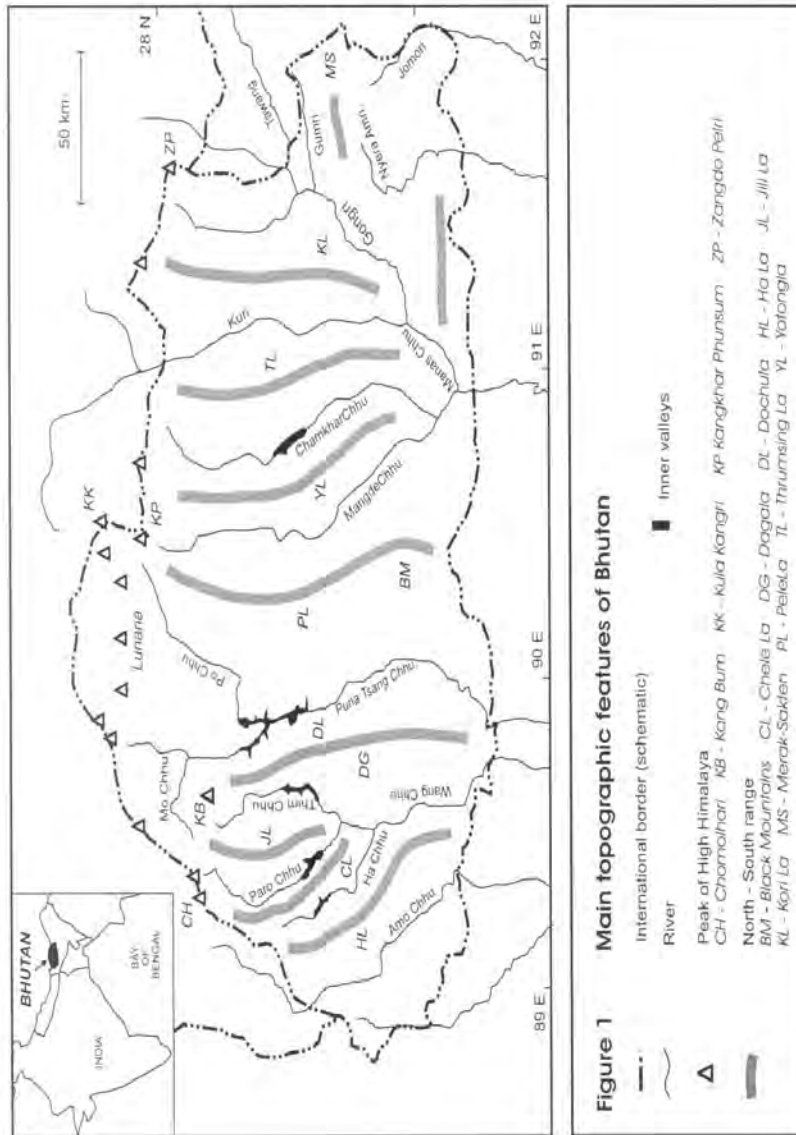 BHUTAN
INDIA
BAY
OF
BENGAL
50 km
28 N
92 E
91 E
90 E
89 E
CH
KB
KK
KP
ZP
Lunana
Mo Chhu
Po Chhu
Thim Chhu
Paro Chhu
Ha Chhu
Amo Chhu
Wang Chhu
Puna Tsang Chhu
MangdeChhu
ChamkharChhu
Kuri
Manas Chhu
Gongri
Gumri
Tawang
Nyera Amri
Jomori
HL
CL
JL
DG
DL
PL
BM
YL
TL
KL
MS
Figure 1 Main topographic features of Bhutan
International border (schematic)
River
Inner valleys
Peak of High Himalaya
CH - Chomolhari KB - Kang Bum KK - Kula Kangri KP Kangkhar Phunsum ZP - Zangdo Pelri
North - South range
BM - Black Mountains CL - Chele La DG - Dagala DL - Dochula HL - Ha La JL - Jili La
KL - Kori La MS - Merak-Sakten PL - PeleLa TL - Thrumsing La YL - Yotongla